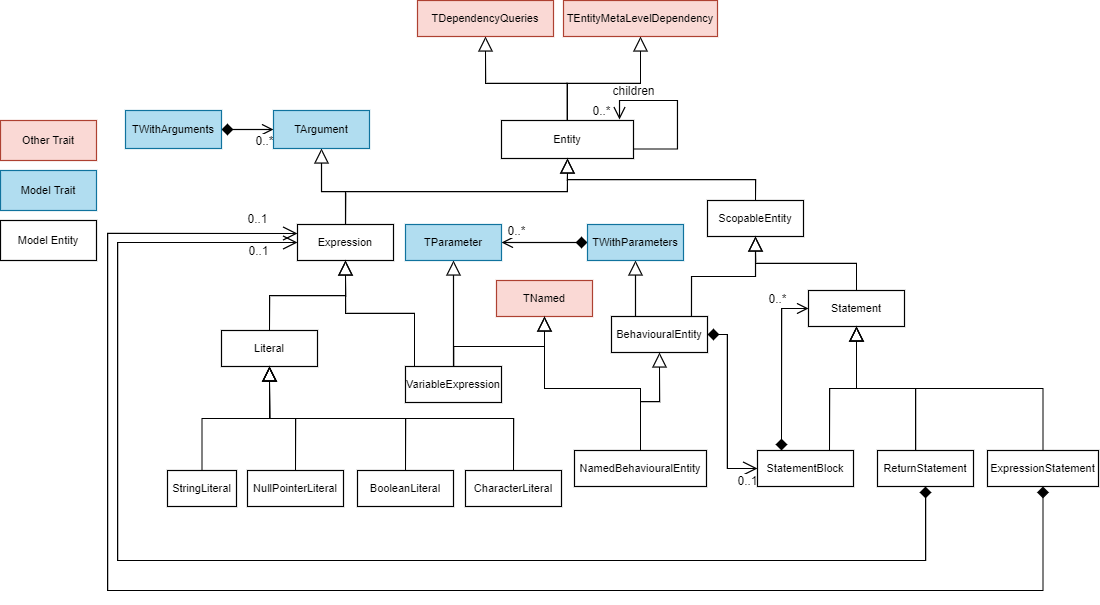 TDependencyQueries
TEntityMetaLevelDependency
children
0..*
TWithArguments
TArgument
0..*
Other Trait
Entity
Model Trait
ScopableEntity
0..1
0..*
Model Entity
Expression
TParameter
TWithParameters
0..1
TNamed
0..*
Statement
BehaviouralEntity
Literal
VariableExpression
NamedBehaviouralEntity
StatementBlock
ReturnStatement
ExpressionStatement
0..1
StringLiteral
NullPointerLiteral
BooleanLiteral
CharacterLiteral